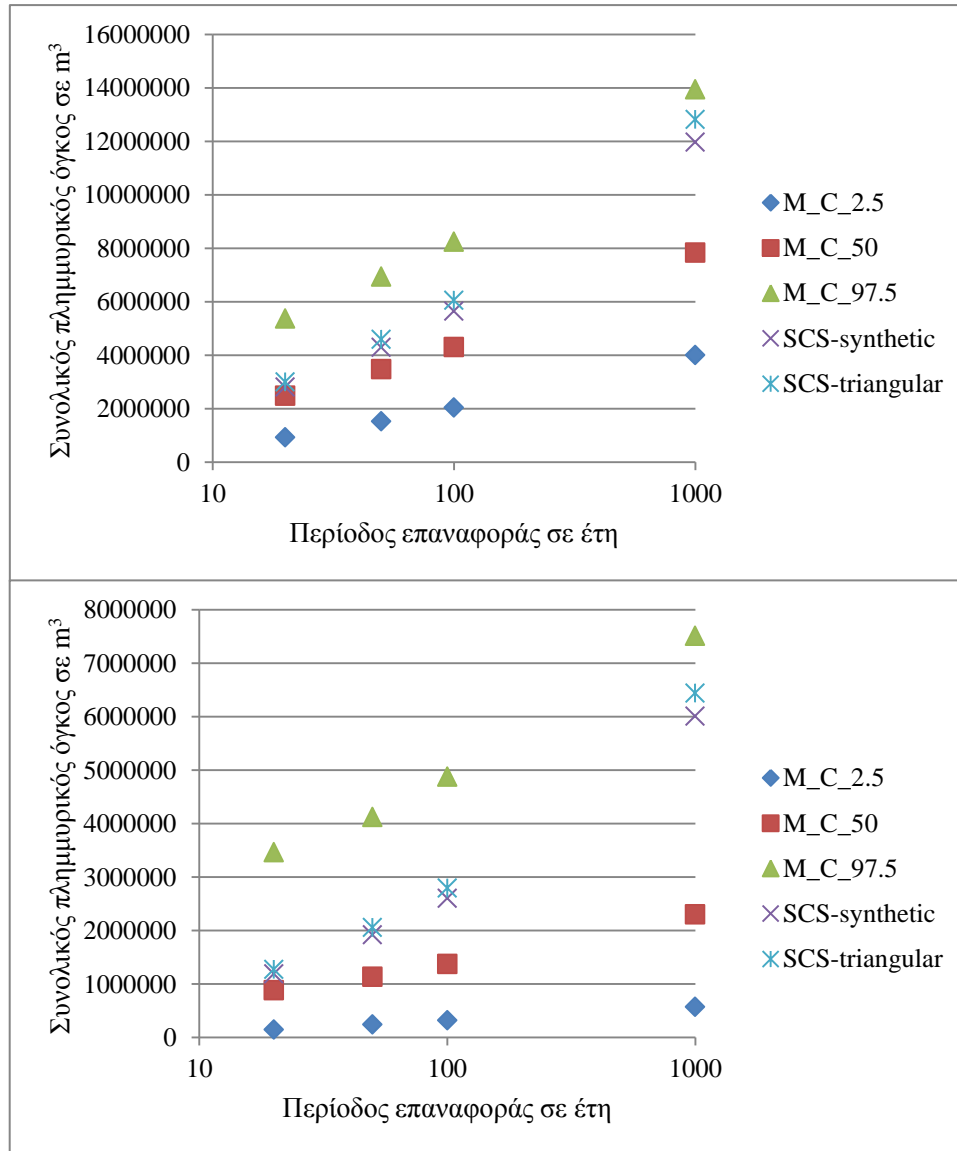 Συνολικός πλημμυρικός όγκος σε m³
16000000
14000000
12000000
10000000
8000000
6000000
4000000
2000000
0
10
100
1000
Περίοδος επαναφοράς σε έτη
M_C_2.5
M_C_50
M_C_97.5
SCS-synthetic
SCS-triangular
Συνολικός πλημμυρικός όγκος σε m³
8000000
7000000
6000000
5000000
4000000
3000000
2000000
1000000
0
10
100
1000
Περίοδος επαναφοράς σε έτη
M_C_2.5
M_C_50
M_C_97.5
SCS-synthetic
SCS-triangular